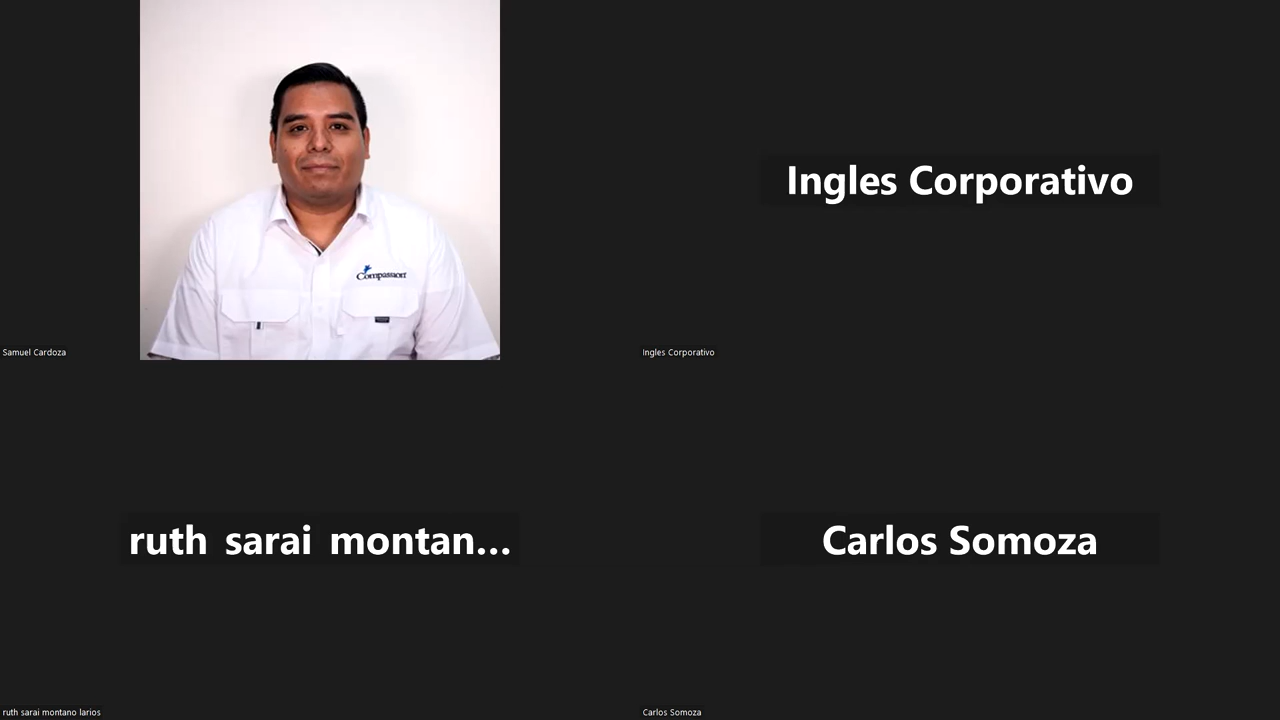 Compassion
Samuel Cardoza
Ingles Corporativo
Ingles Corporativo
ruth sarai montan...
ruth sarai montano larios
Carlos Somoza
Carlos Somoza